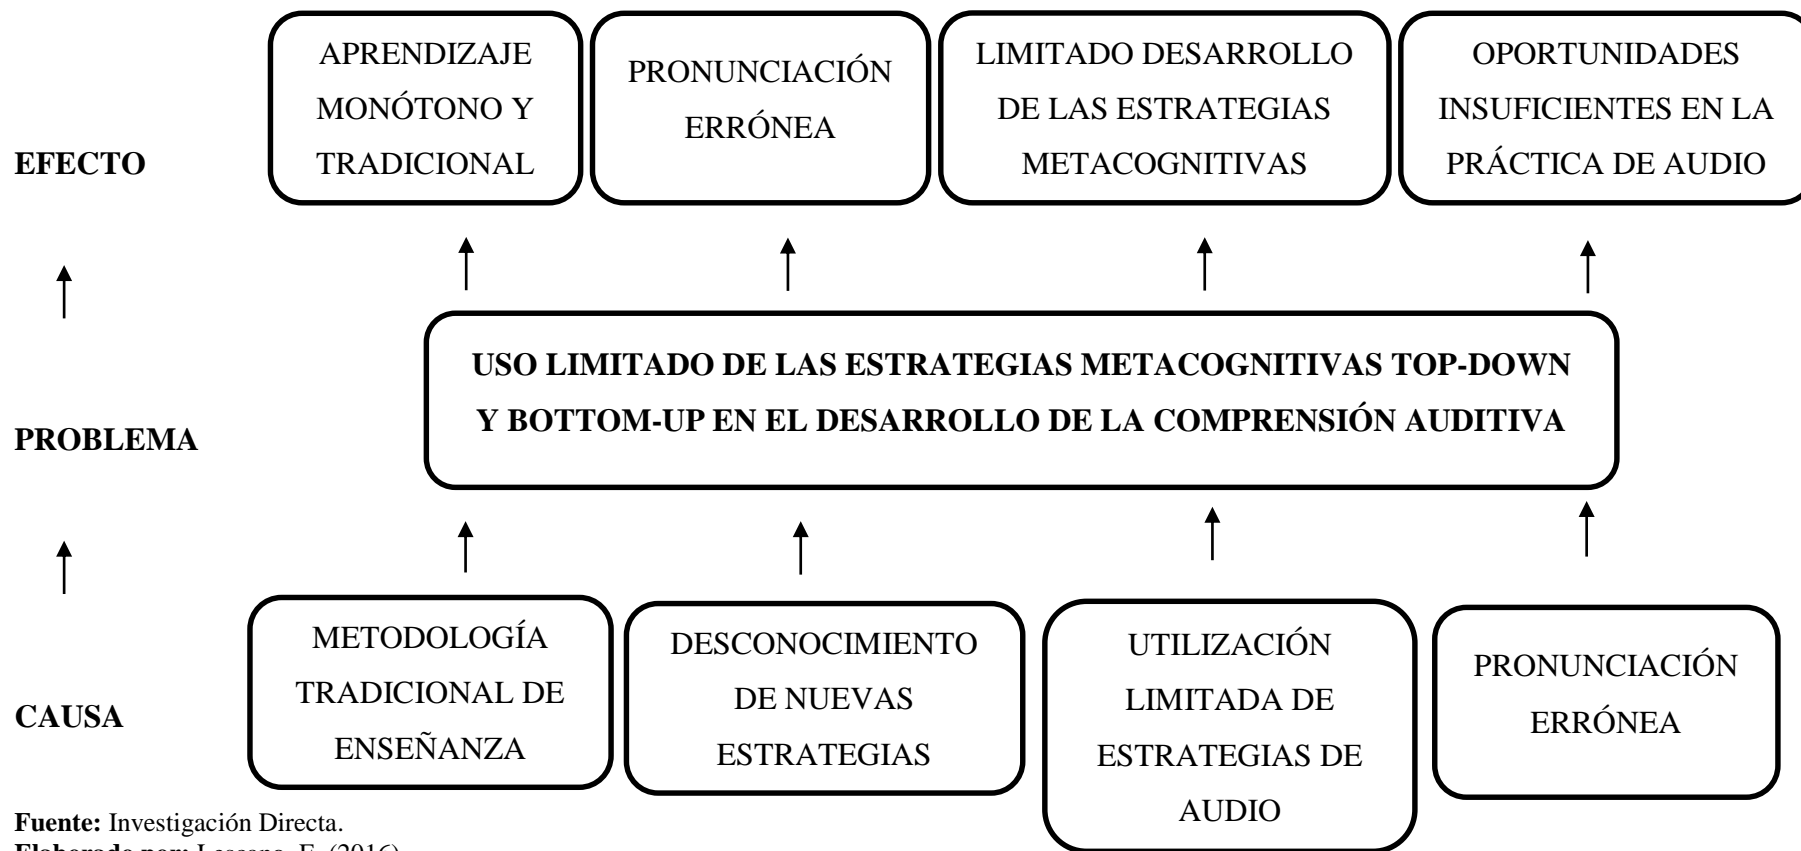 EFECTO
APRENDIZAJE
MONÓTONO Y
TRADICIONAL
PRONUNCIACIÓN
ERRÓNEA
LIMITADO DESARROLLO
DE LAS ESTRATEGIAS
METACOGNITIVAS
OPORTUNIDADES
INSUFICIENTES EN LA
PRÁCTICA DE AUDIO
PROBLEMA
USO LIMITADO DE LAS ESTRATEGIAS METACOGNITIVAS TOP-DOWN
Y BOTTOM-UP EN EL DESARROLLO DE LA COMPRENSIÓN AUDITIVA
CAUSA
METODOLOGÍA
TRADICIONAL DE
ENSEÑANZA
DESCONOCIMIENTO
DE NUEVAS
ESTRATEGIAS
UTILIZACIÓN
LIMITADA DE
ESTRATEGIAS DE
AUDIO
PRONUNCIACIÓN
ERRÓNEA
Fuente: Investigación Directa.
Elaborado por: E. (2016)